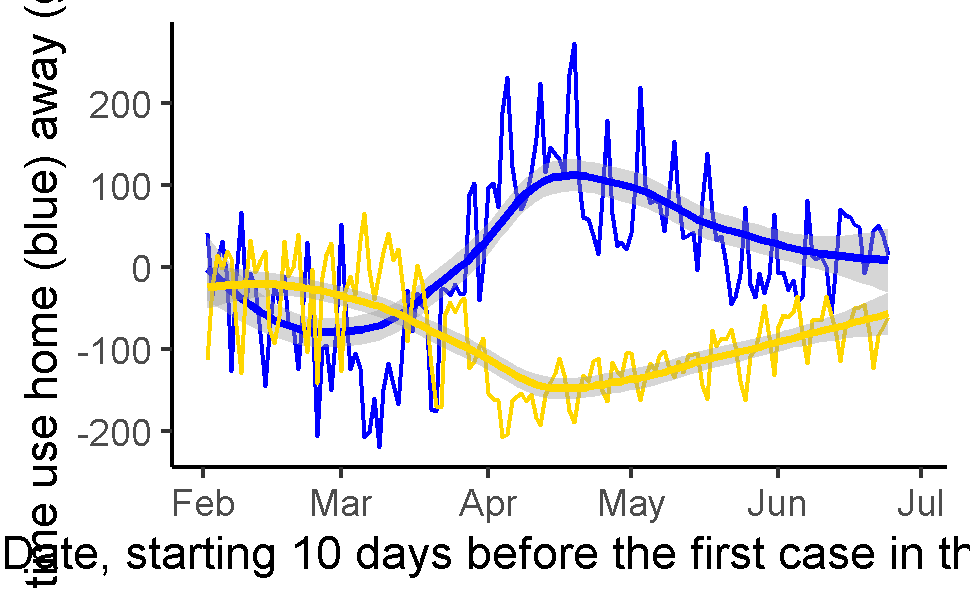 time use home (blue) away (
200
100
0
-100
-200
Feb Mar Apr May Jun Jul
Date, starting 10 days before the first case in th